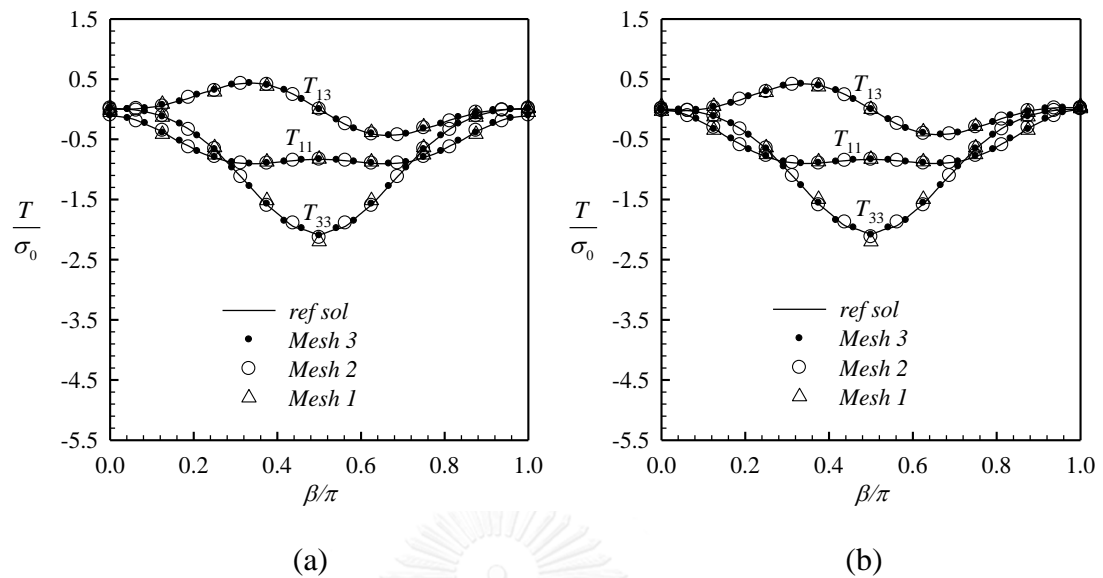 1.5
0.5
-0.5
-1.5
-2.5
-3.5
-4.5
-5.5
T
σ₀
T₁₃
T₁₁
T₃₃
ref sol
Mesh 3
Mesh 2
Mesh 1
0.0 0.2 0.4 0.6 0.8 1.0
β/π
(a)
1.5
0.5
-0.5
-1.5
-2.5
-3.5
-4.5
-5.5
T
σ₀
T₁₃
T₁₁
T₃₃
ref sol
Mesh 3
Mesh 2
Mesh 1
0.0 0.2 0.4 0.6 0.8 1.0
β/π
(b)